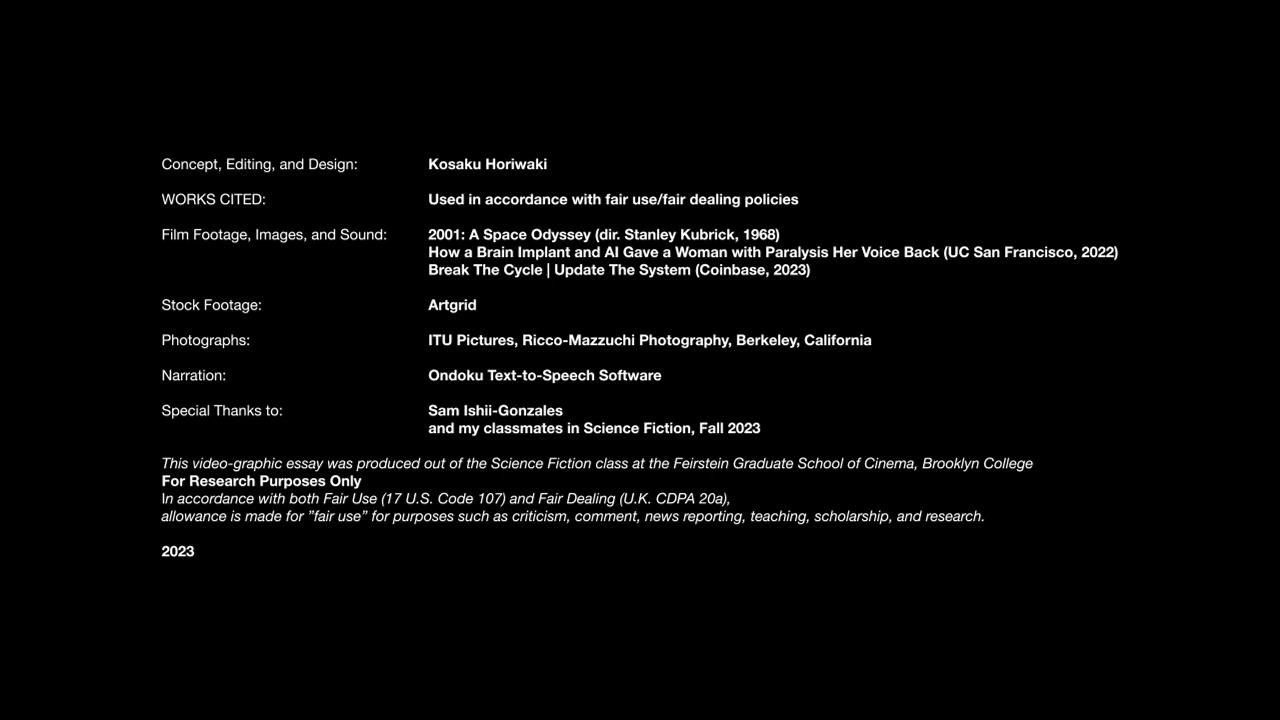 Concept, Editing, and Design: Kosaku Horiwaki
WORKS CITED: Used in accordance with fair use/fair dealing policies
Film Footage, Images, and Sound: 2001: A Space Odyssey (dir. Stanley Kubrick, 1968)
How a Brain Implant and AI Gave a Woman with Paralysis Her Voice Back (UC San Francisco, 2022)
Break The Cycle | Update The System (Coinbase, 2023)
Stock Footage: Artgrid
Photographs: ITU Pictures, Ricco-Mazzuchi Photography, Berkeley, California
Narration: Ondoku Text-to-Speech Software
Special Thanks to: Sam Ishii-Gonzales
and my classmates in Science Fiction, Fall 2023
This video-graphic essay was produced out of the Science Fiction class at the Feirstein Graduate School of Cinema, Brooklyn College
For Research Purposes Only
In accordance with both Fair Use (17 U.S. Code 107) and Fair Dealing (U.K. CDPA 20a),
allowance is made for ”fair use” for purposes such as criticism, comment, news reporting, teaching, scholarship, and research.
2023